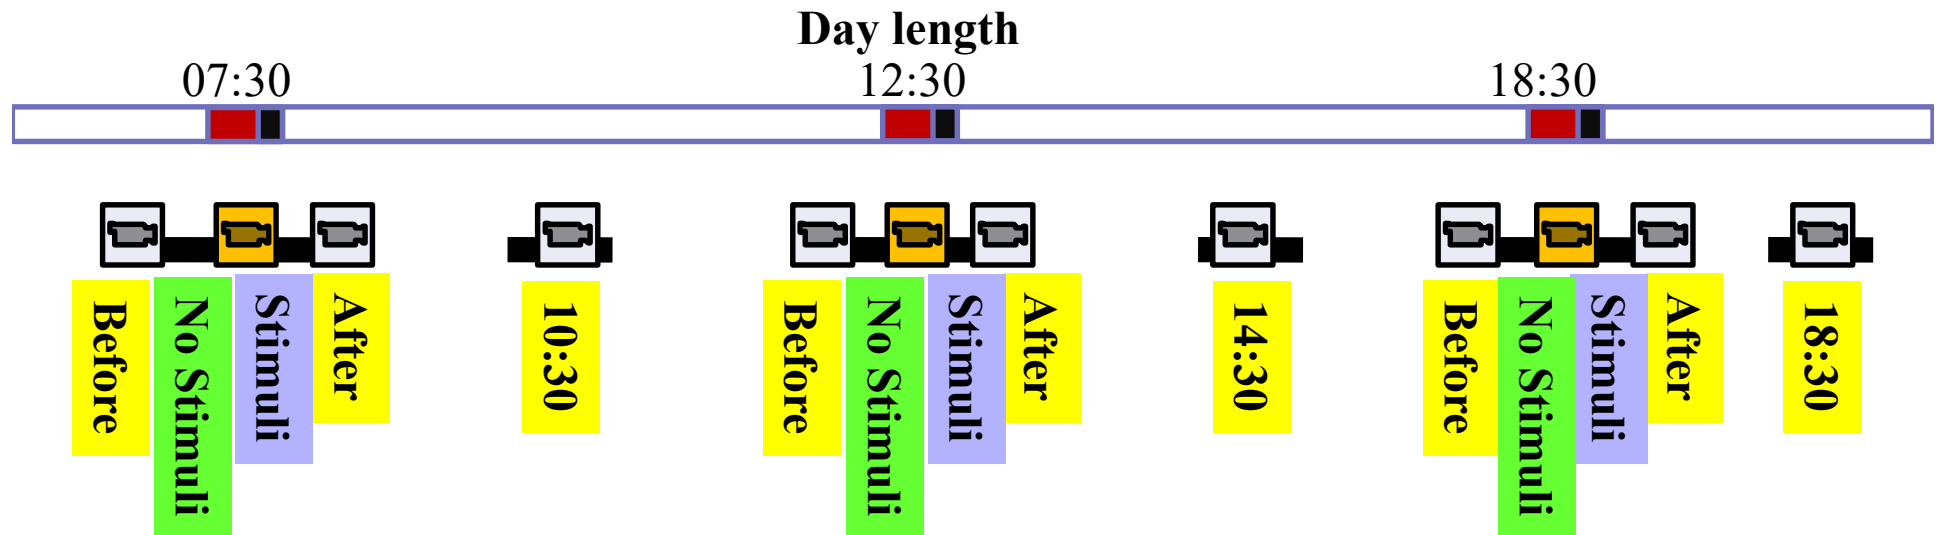 Day length
07:30
12:30
18:30
Before
No Stimuli
Stimuli
After
10:30
Before
No Stimuli
Stimuli
After
14:30
Before
No Stimuli
Stimuli
After
18:30